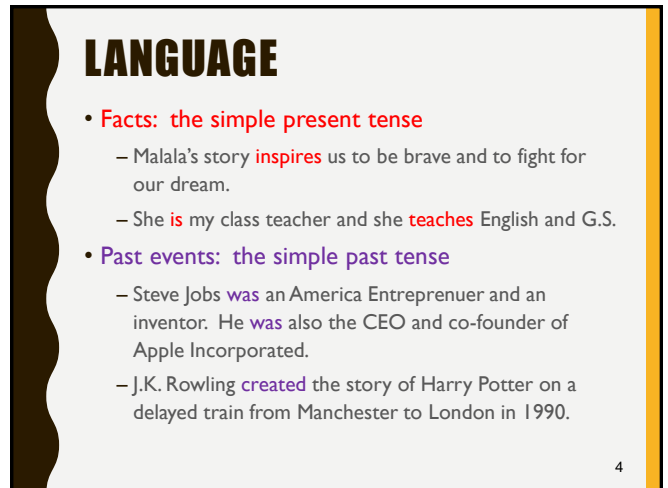 LANGUAGE
• Facts: the simple present tense
– Malala's story inspires us to be brave and to fight for
our dream.
– She is my class teacher and she teaches English and G.S.
• Past events: the simple past tense
– Steve Jobs was an America Entreprenuer and an
inventor. He was also the CEO and co-founder of
Apple Incorporated.
– J.K. Rowling created the story of Harry Potter on a
delayed train from Manchester to London in 1990.
4